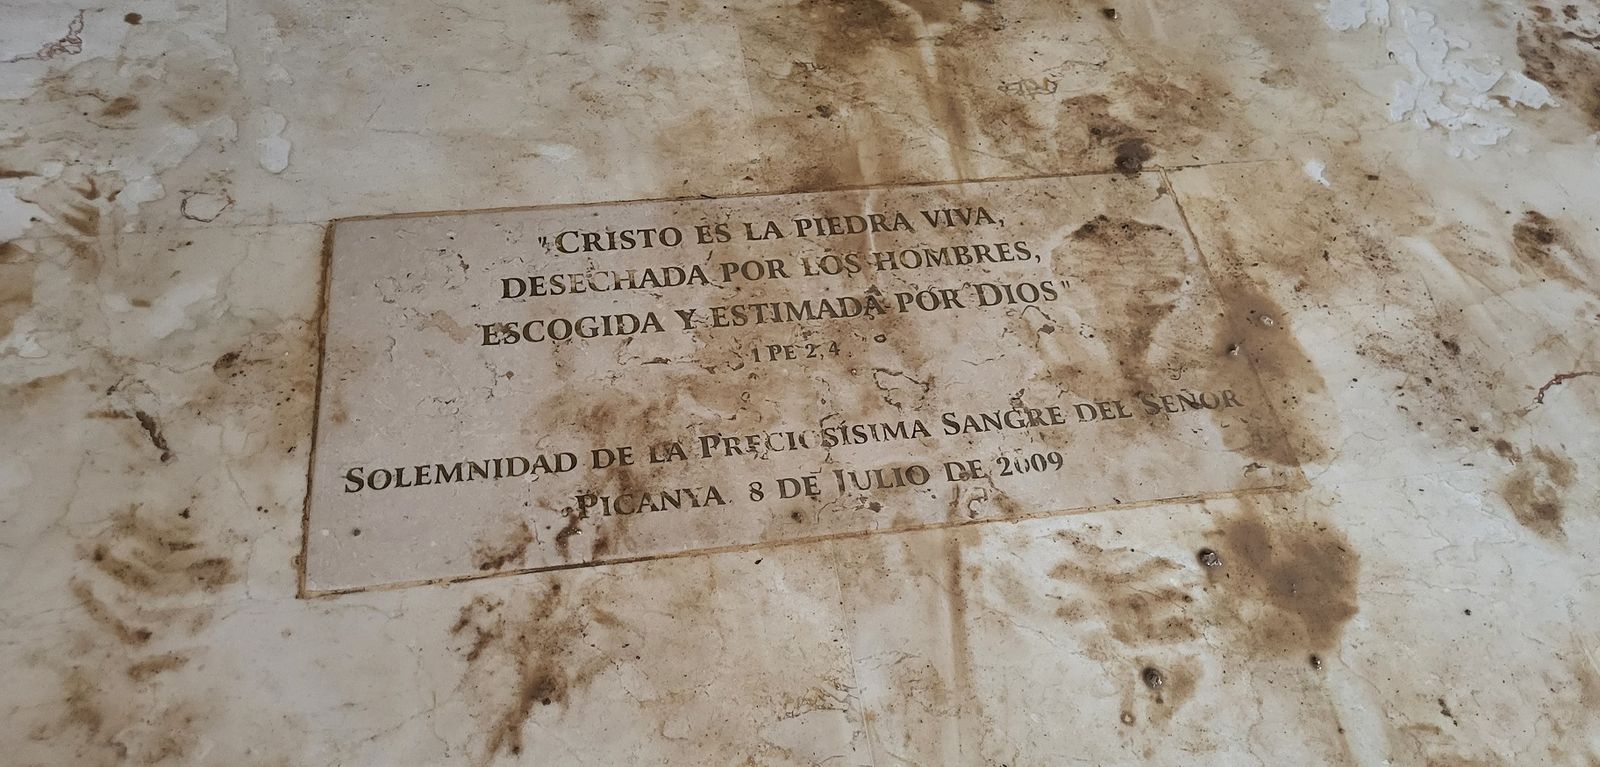 "CRISTO ES LA PIEDRA VIVA,
DESECHADA POR LOS HOMBRES,
ESCOGIDA Y ESTIMADA POR DIOS"
1 PE 2,4
SOLEMNIDAD DE LA PRECIOSÍSIMA SANGRE DEL SEÑOR
PICANYA, 8 DE JULIO DE 2009